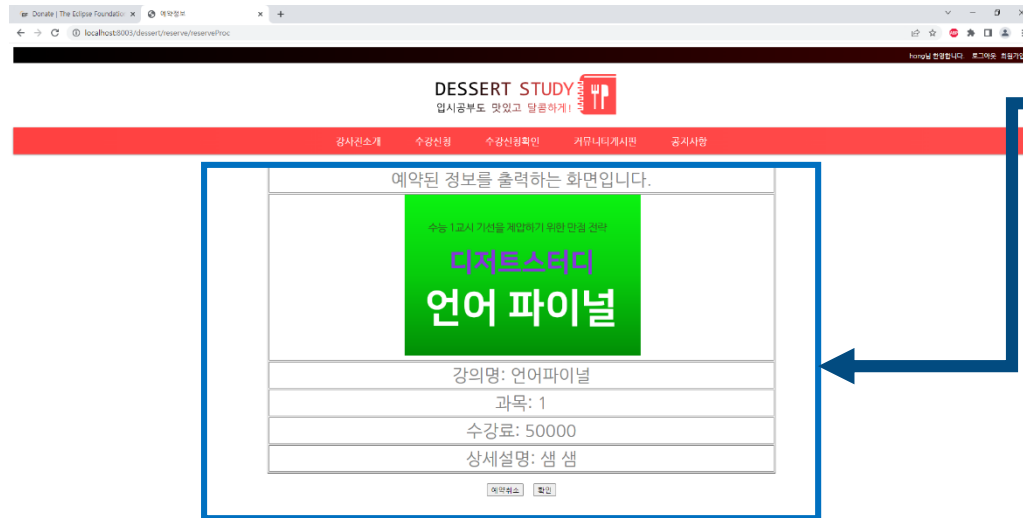 Donate | The Eclipse Foundation
예약정보
localhost:8003/dessert/reserve/reserveProc
hong님 환영합니다. 로그아웃 회원가입
DESSERT STUDY
입시공부도 맛있고 달콤하게!
강사진소개 수강신청 수강신청확인 커뮤니티게시판 공지사항
예약된 정보를 출력하는 화면입니다.
수능 1교시 기선을 제압하기 위한 만점 전략
디저트스터디
언어 파이널
강의명: 언어파이널
과목: 1
수강료: 50000
상세설명: 샘 샘
예약취소 확인